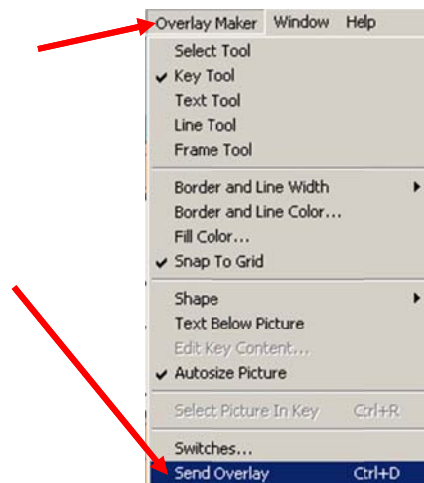 Overlay Maker Window Help
Select Tool
Key Tool
Text Tool
Line Tool
Frame Tool
Border and Line Width
Border and Line Color...
Fill Color...
Snap To Grid
Shape
Text Below Picture
Edit Key Content...
Autosize Picture
Select Picture In Key Ctrl+R
Switches...
Send Overlay Ctrl+D